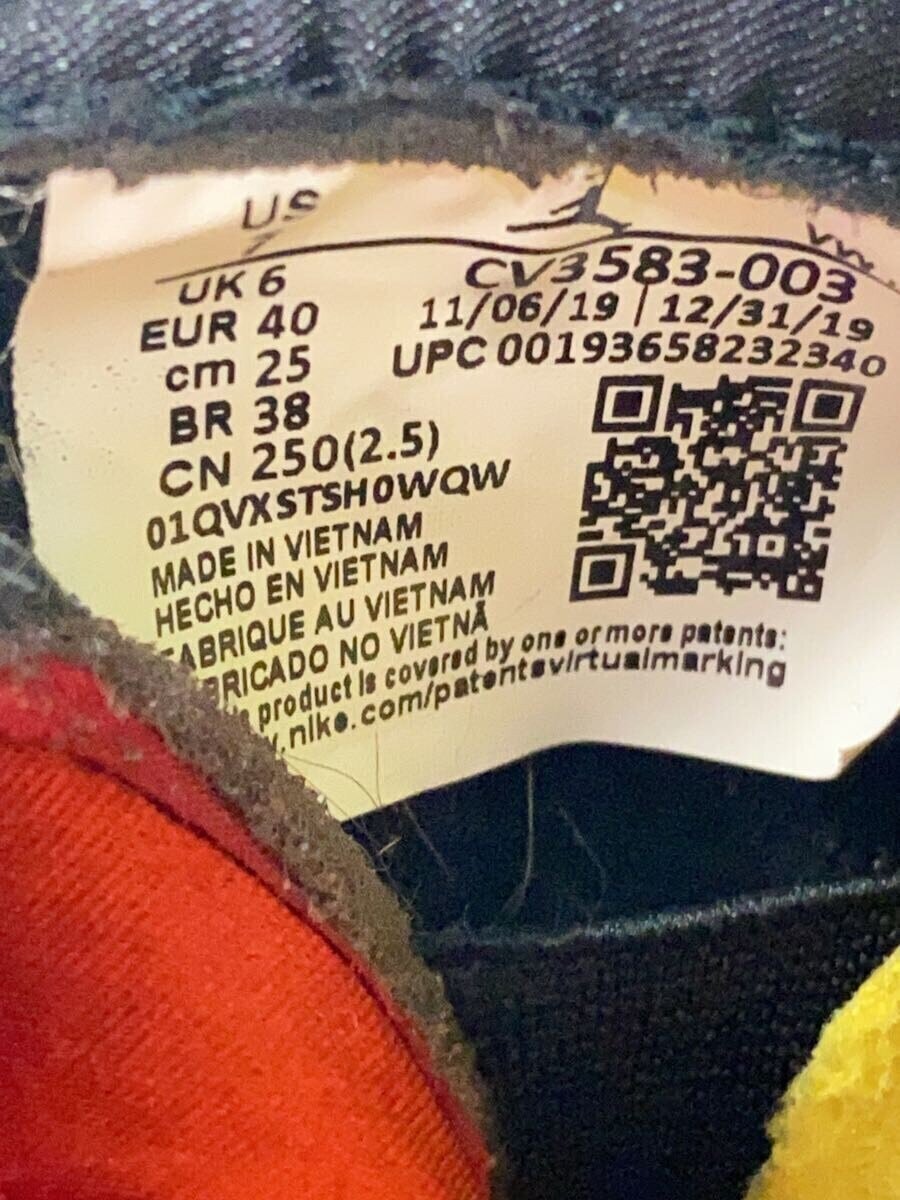 US
UK 6
EUR 40
cm 25
BR 38
CN 250(2.5)
CV3583-003
11/06/19 | 12/31/19
UPC 00193658232340
01QVXSTSH0WQW
MADE IN VIETNAM
HECHO EN VIETNAM
FABRIQUE AU VIETNAM
BRICADO NO VIETNÃ
product is covered by one or more patents:
.nike.com/patentsvirtualmarking